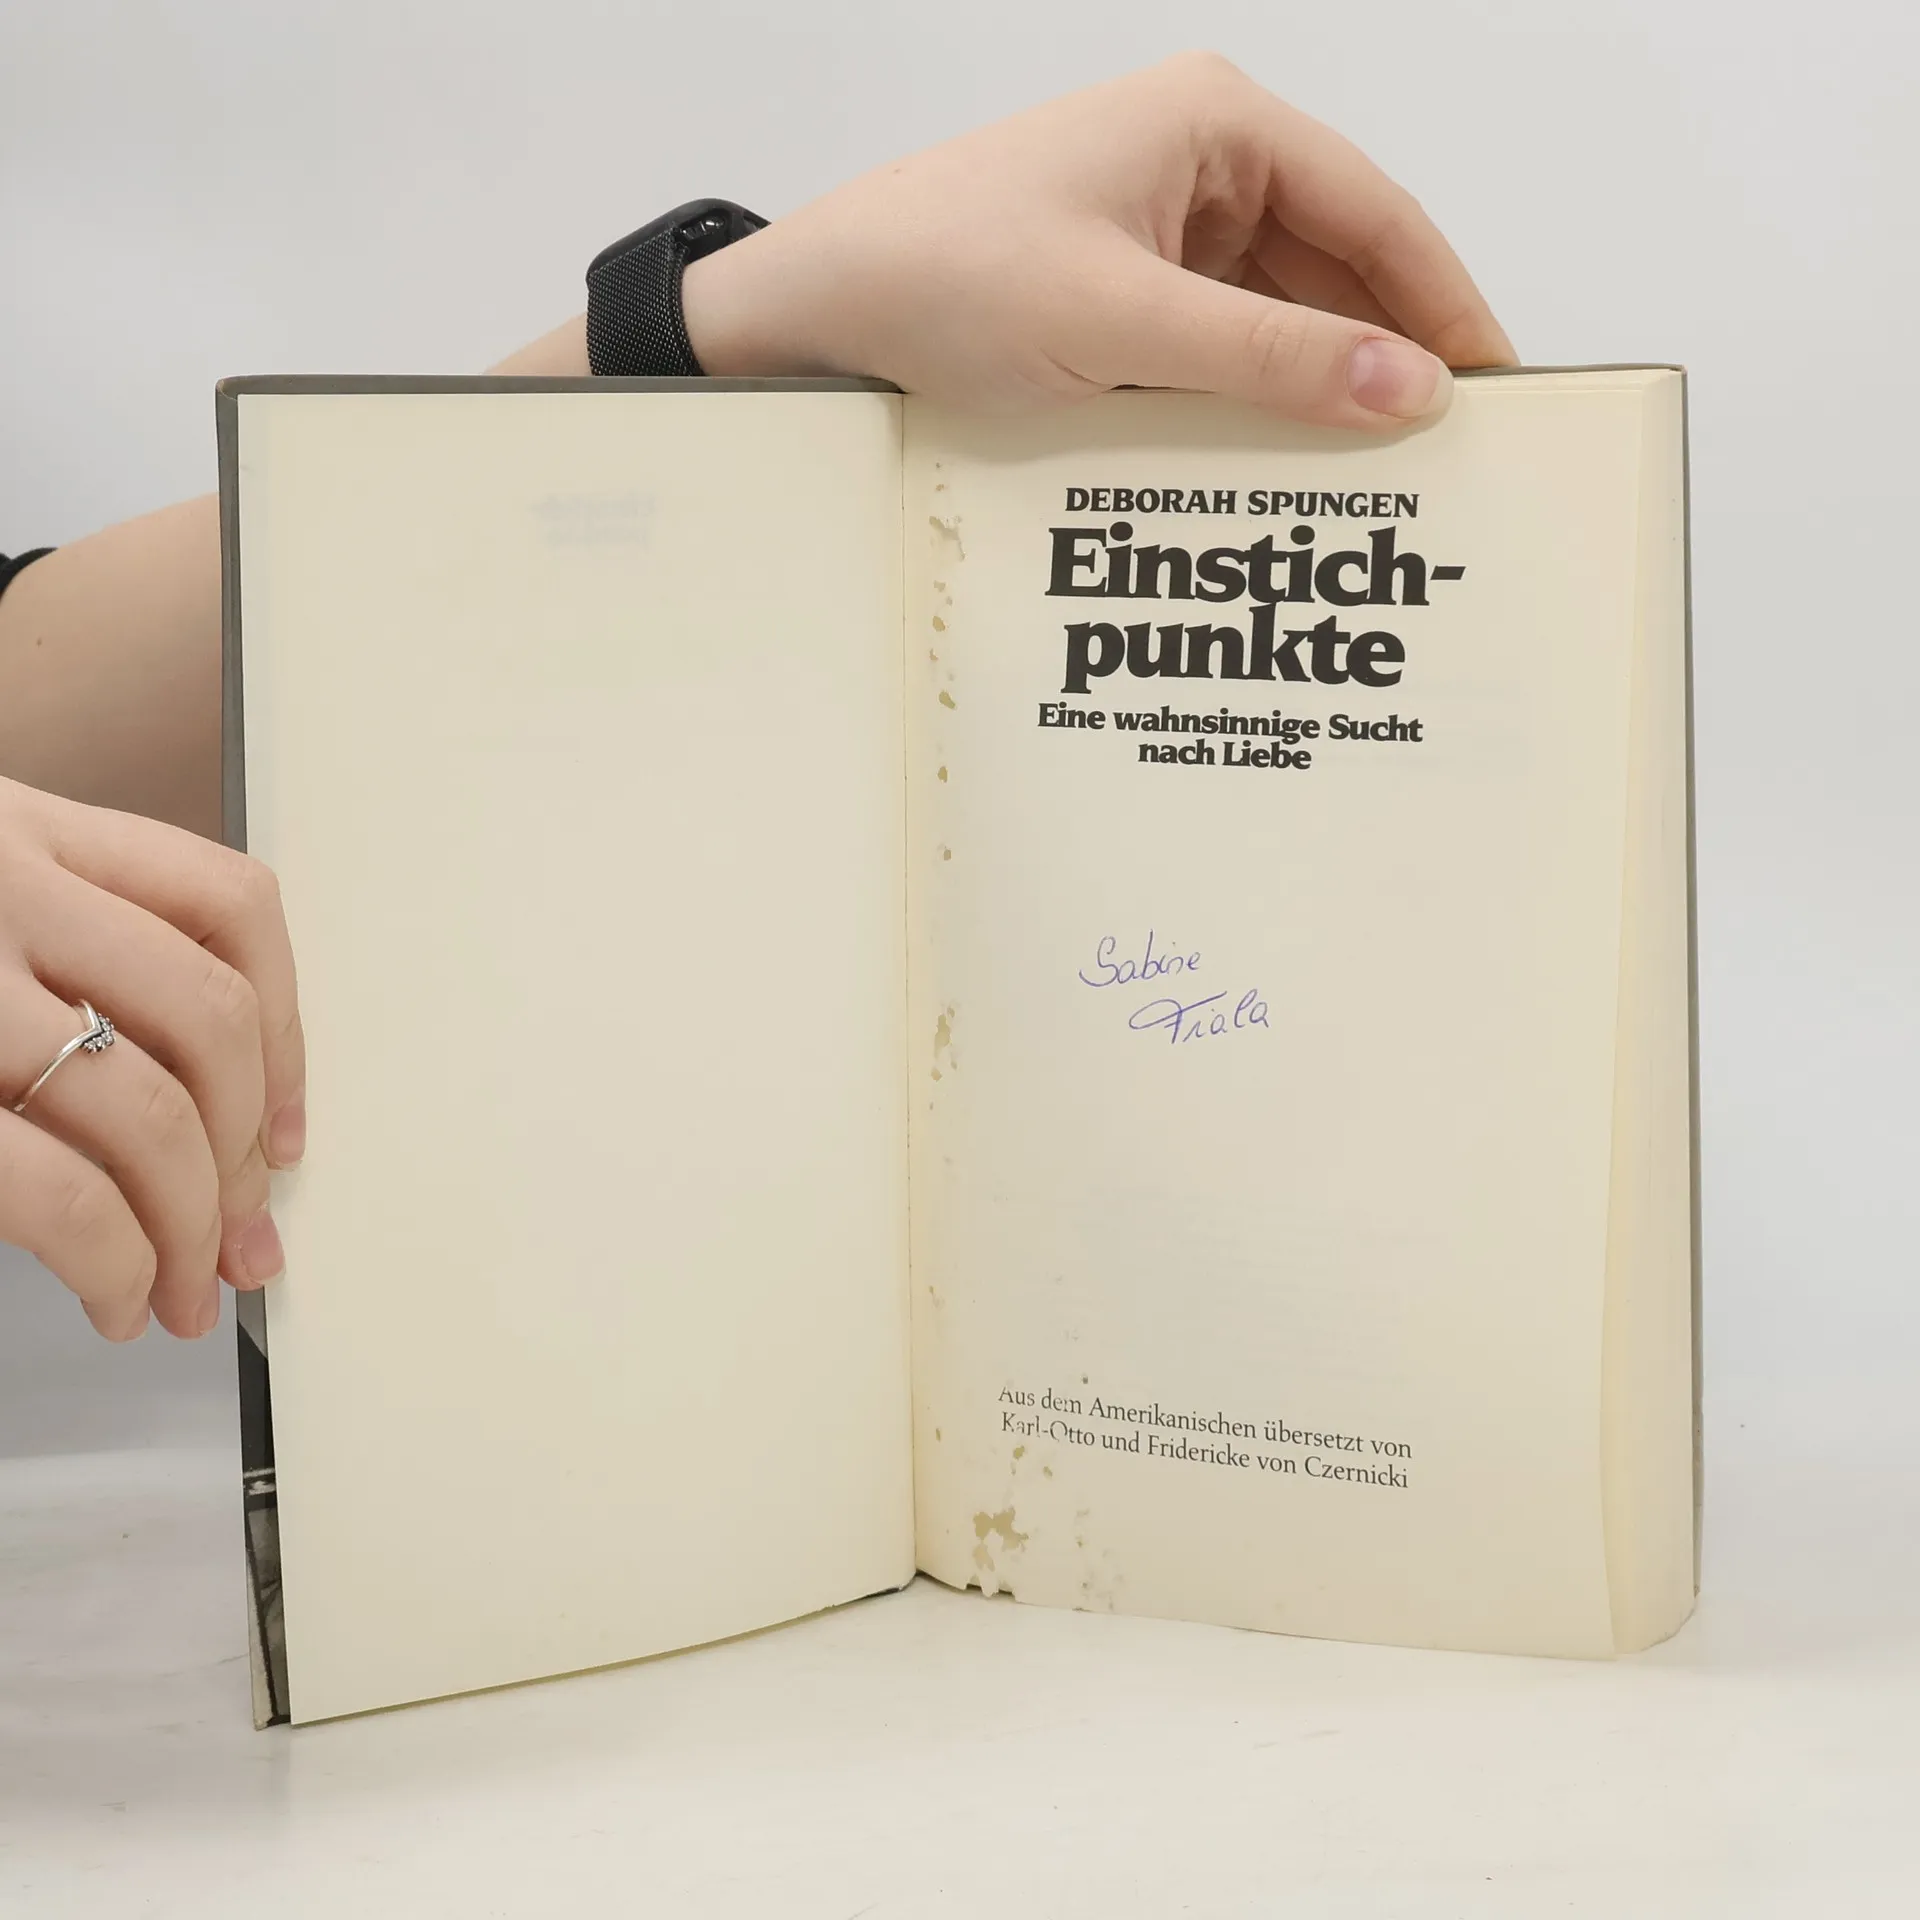 DEBORAH SPUNGEN
Einstich-
punkte
Eine wahnsinnige Sucht
nach Liebe
Sabine
Fiala
Aus dem Amerikanischen übersetzt von
Karl-Otto und Fridericke von Czernicki